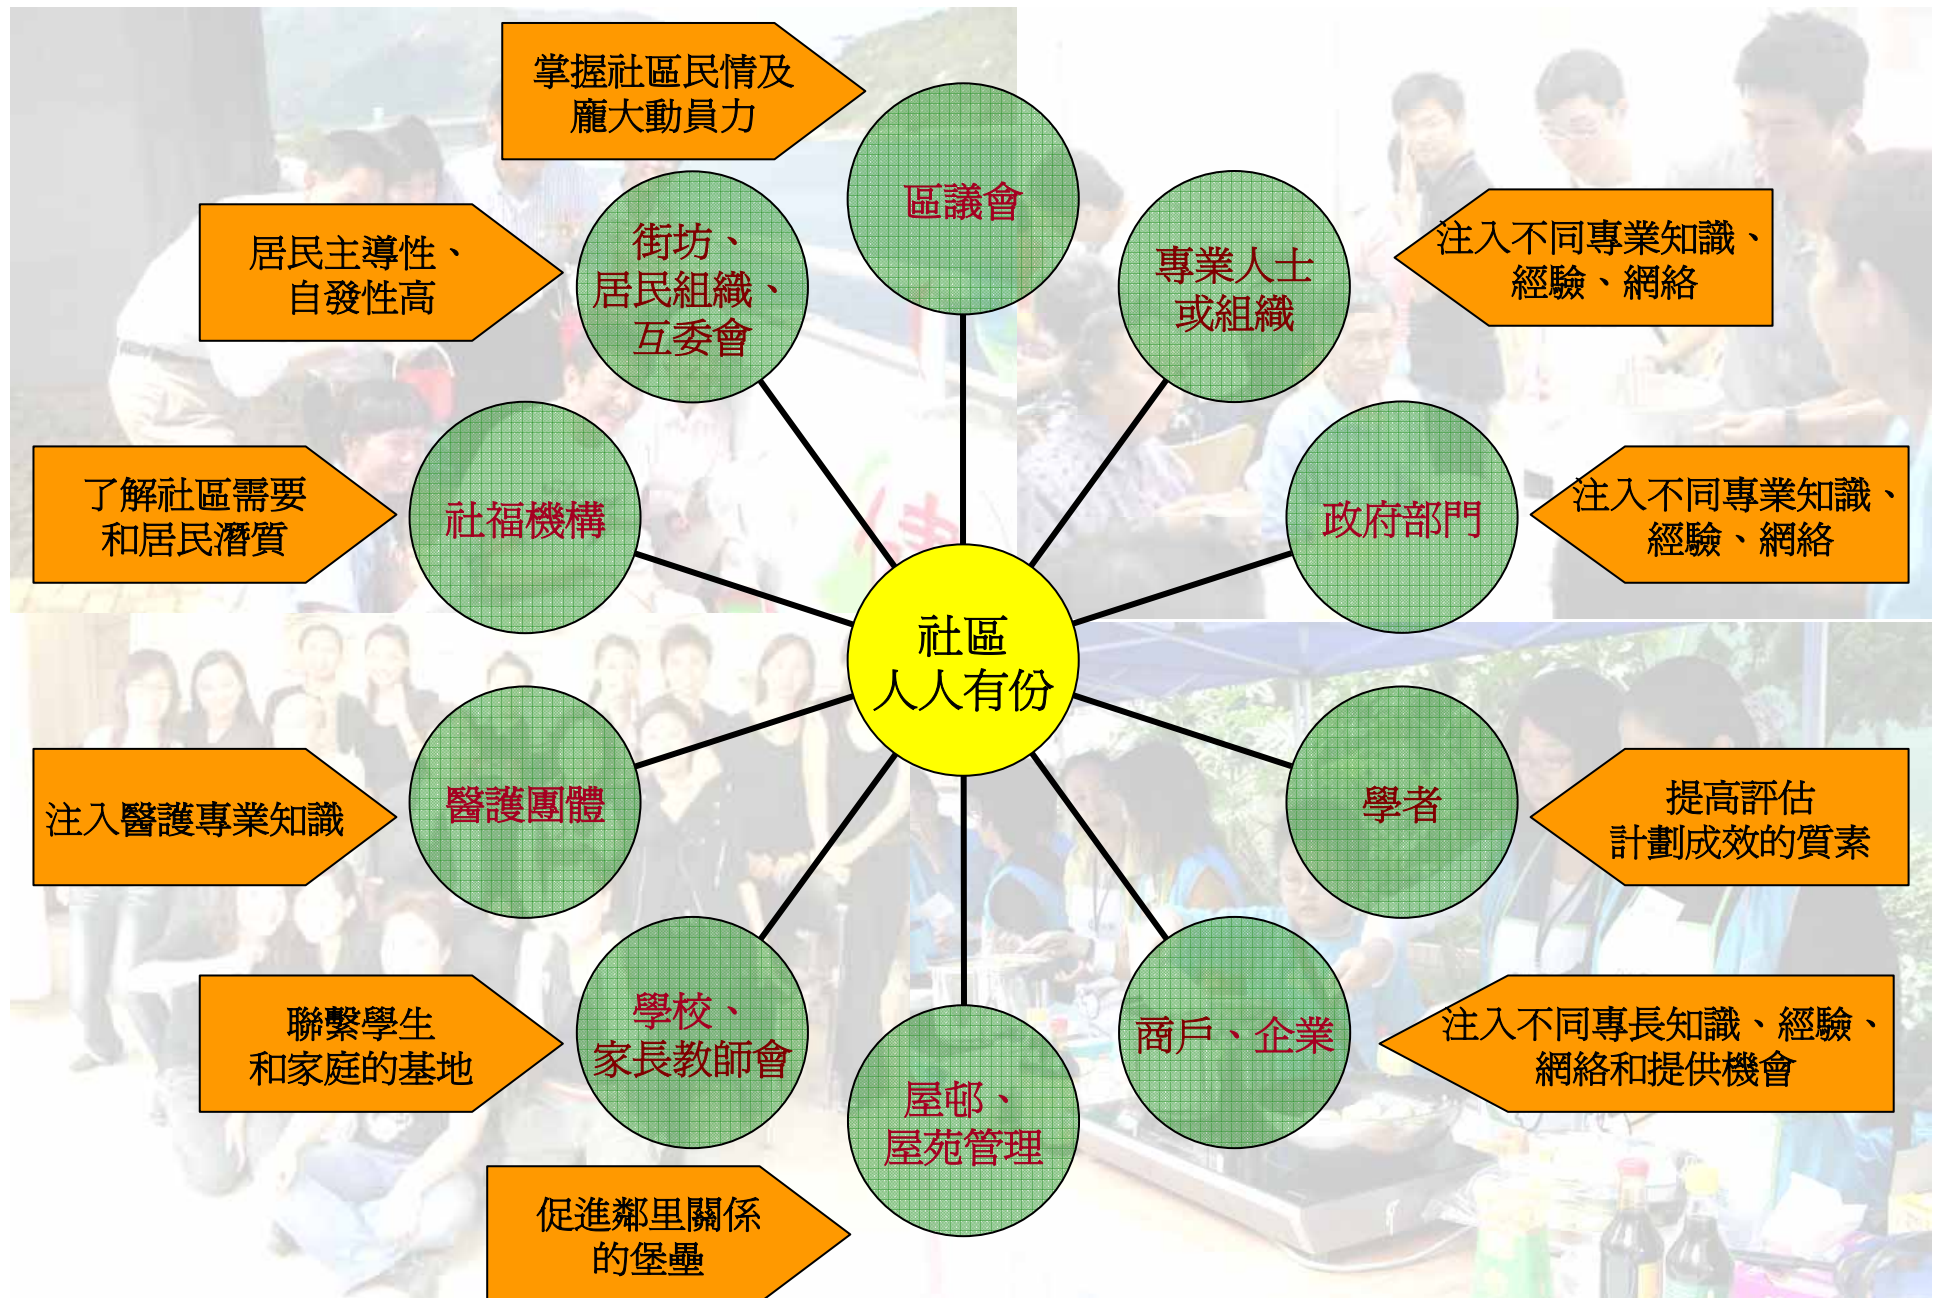 掌握社區民情及
龐大動員力
區議會
街坊、
居民組織、
互委會
居民主導性、
自發性高
專業人士
或組織
注入不同專業知識、
經驗、網絡
社福機構
了解社區需要
和居民潛質
政府部門
注入不同專業知識、
經驗、網絡
社區
人人有份
醫護團體
注入醫護專業知識
學者
提高評估
計劃成效的質素
學校、
家長教師會
聯繫學生
和家庭的基地
商戶、企業
注入不同專長知識、經驗、
網絡和提供機會
屋邨、
屋苑管理
促進鄰里關係
的堡壘